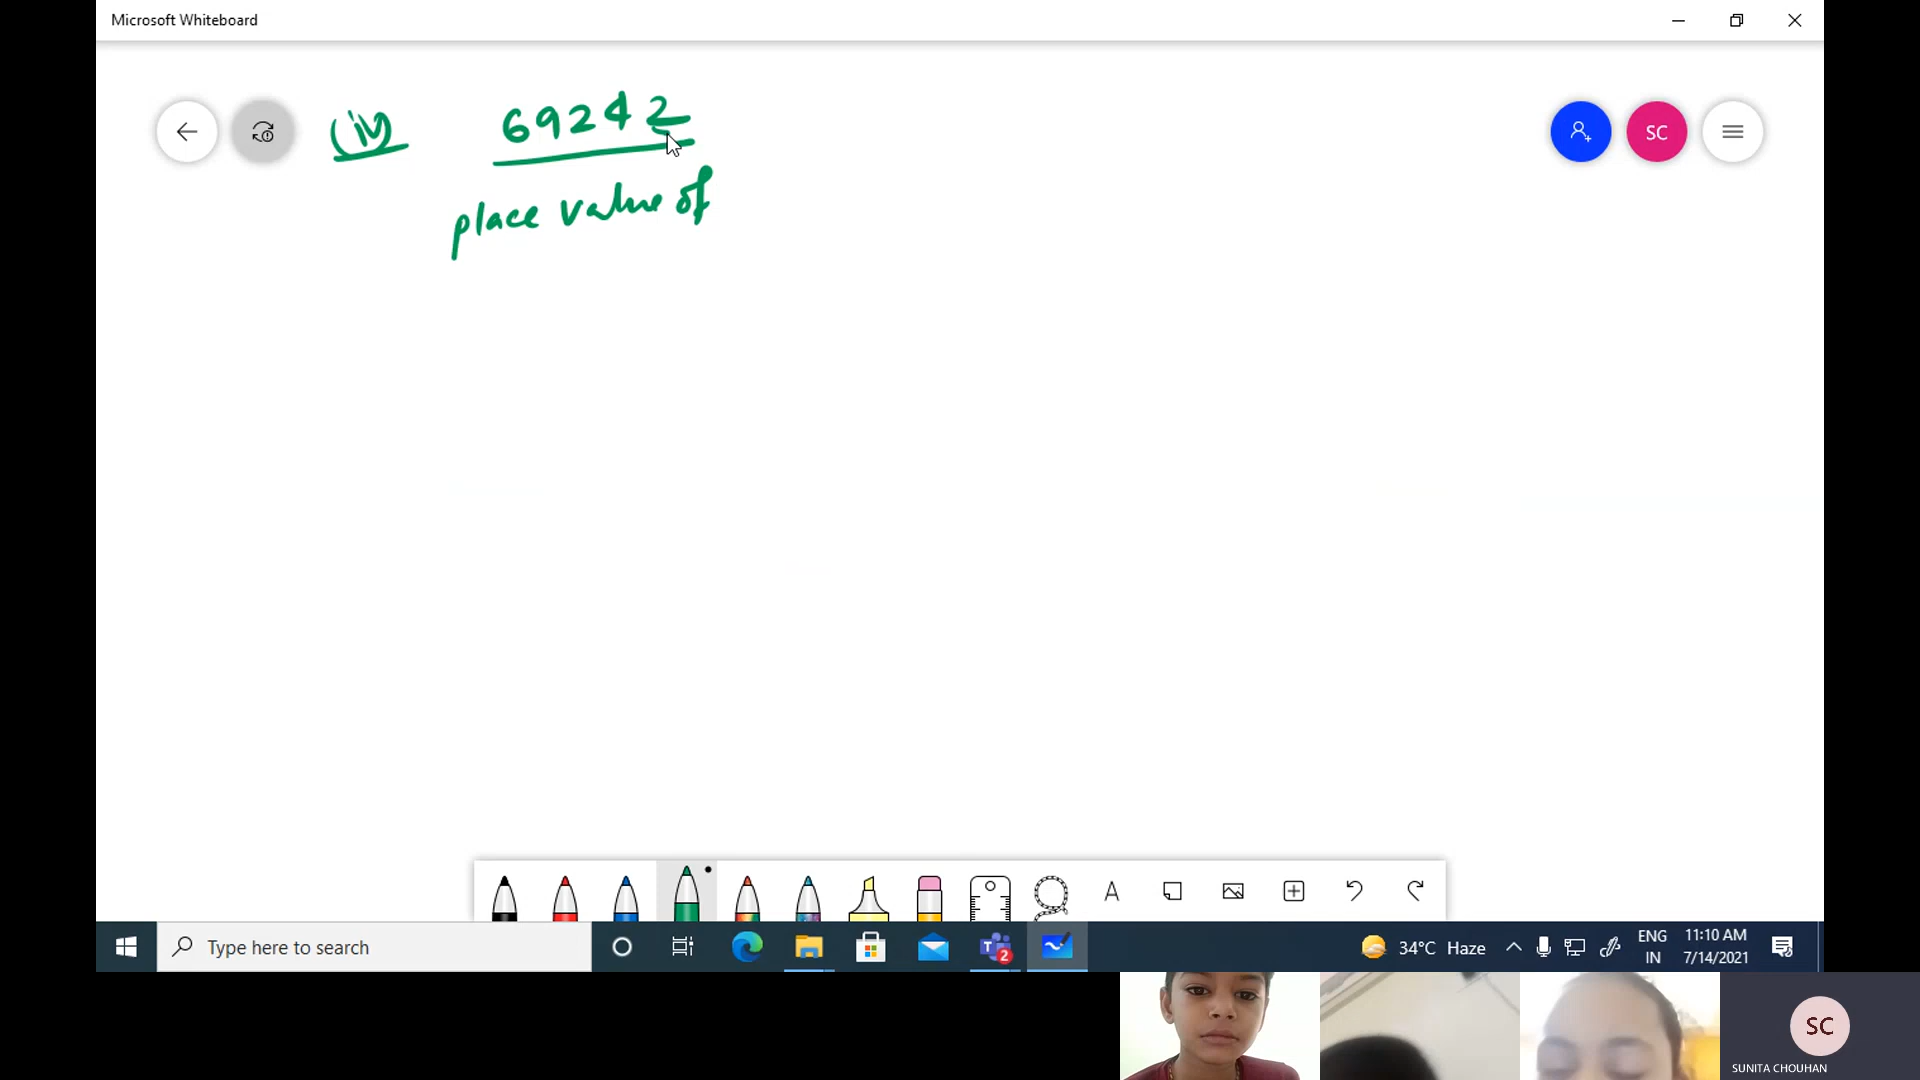 Microsoft Whiteboard
(iv) 69242
place value of
SC
A
Type here to search
T 2
34°C Haze
ENG
IN
11:10 AM
7/14/2021
SC
SUNITA CHOUHAN